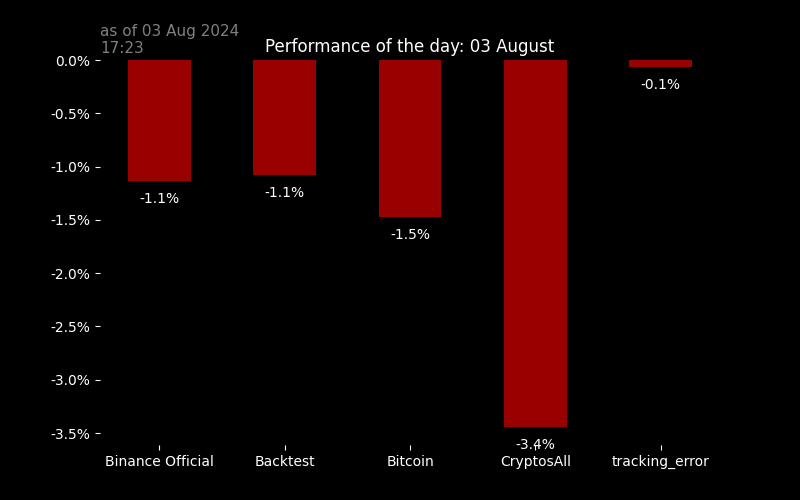 as of 03 Aug 2024
17:23
Performance of the day: 03 August
0.0%
-0.5%
-1.0%
-1.5%
-2.0%
-2.5%
-3.0%
-3.5%
-1.1%
-1.1%
-1.5%
-3.4%
-0.1%
Binance Official
Backtest
Bitcoin
CryptosAll
tracking_error